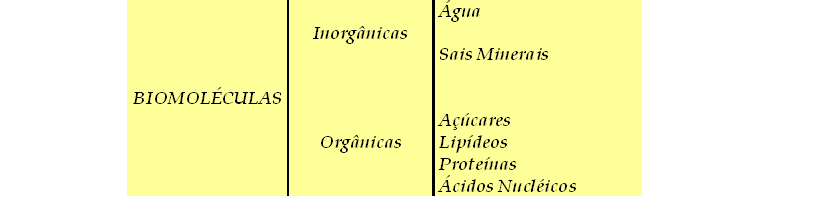 Água
Inorgânicas
Sais Minerais
BIOMOLÉCULAS
Açúcares
Orgânicas
Lipídeos
Proteínas
Ácidos Nucléicos